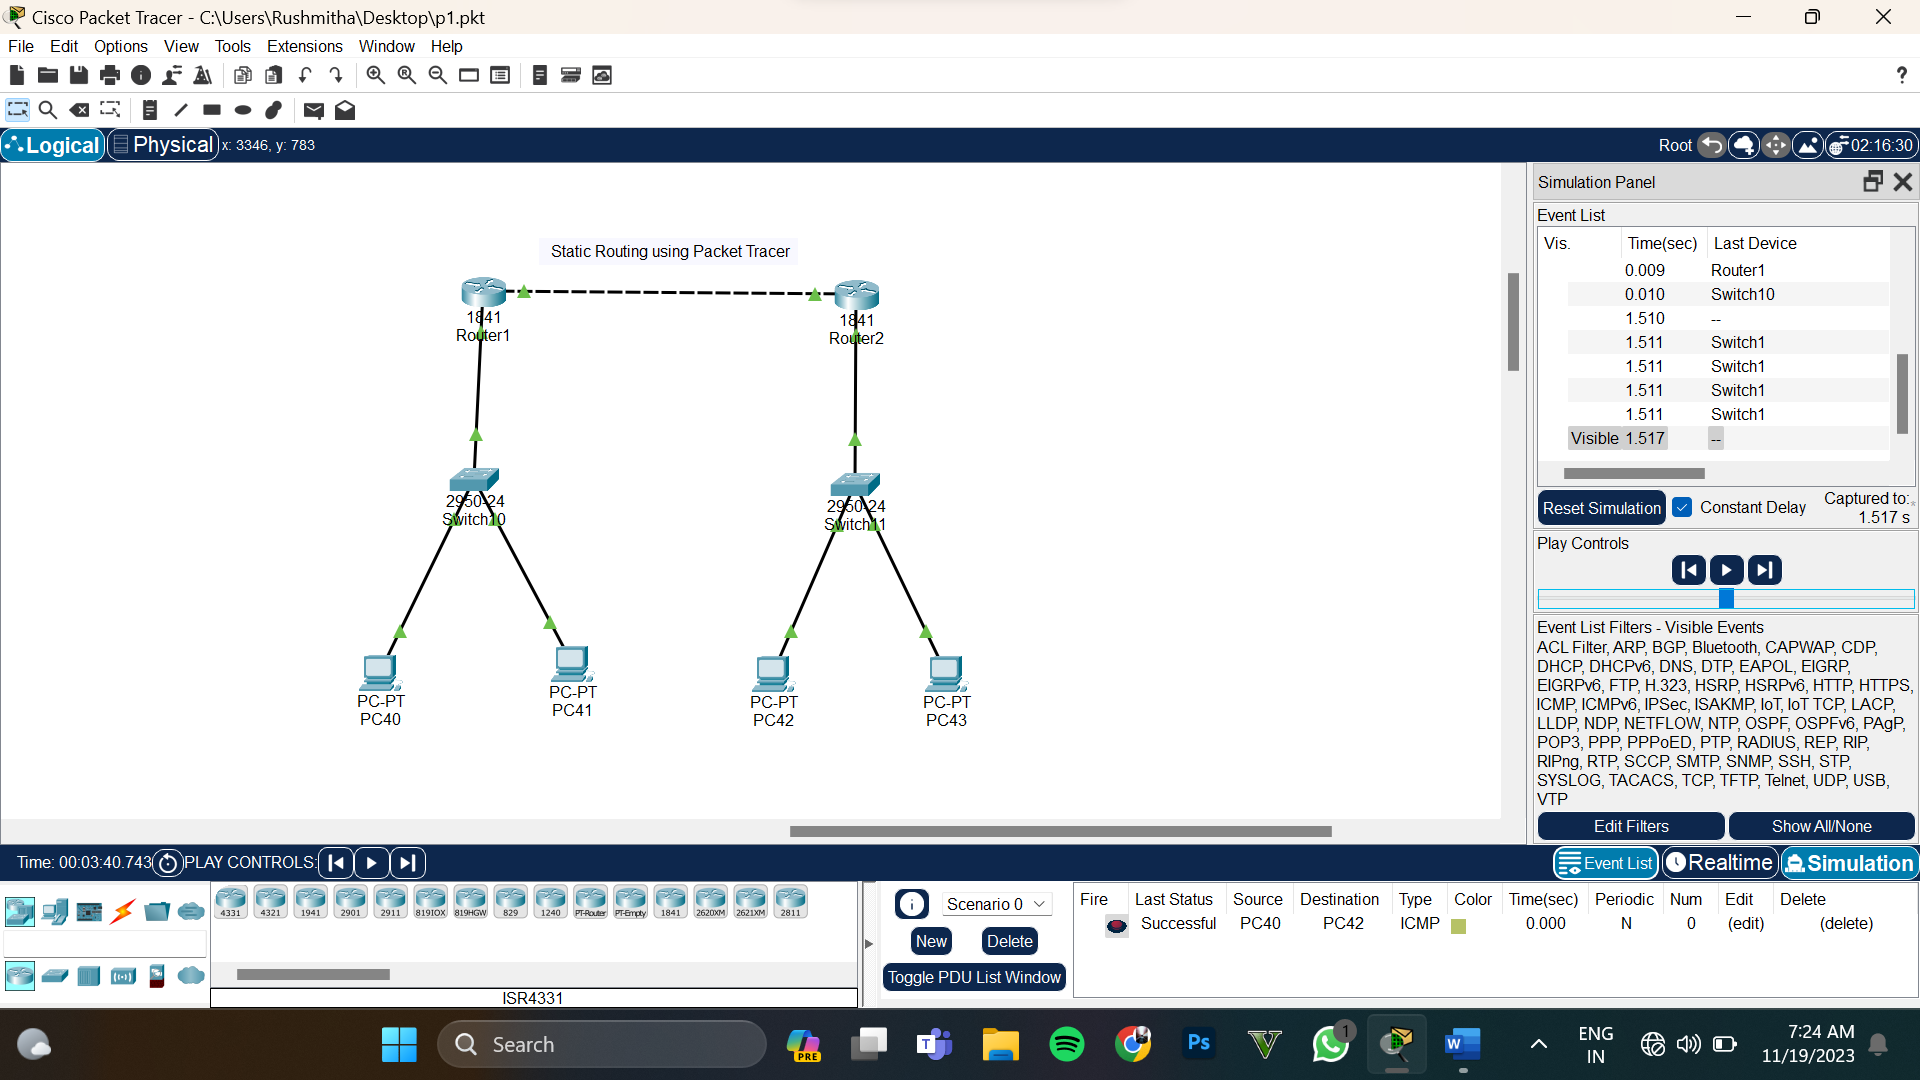 Cisco Packet Tracer - C:\Users\Rushmitha\Desktop\p1.pkt
File Edit Options View Tools Extensions Window Help
?
Logical Physical x: 3346, y: 783
Root 02:16:30
Static Routing using Packet Tracer
1841
Router1
1841
Router2
2950-24
Switch10
2950-24
Switch11
PC-PT
PC40
PC-PT
PC41
PC-PT
PC42
PC-PT
PC43
Simulation Panel
Event List
Vis. Time(sec) Last Device
0.009 Router1
0.010 Switch10
1.510 --
1.511 Switch1
1.511 Switch1
1.511 Switch1
1.511 Switch1
Visible 1.517 --
Reset Simulation Constant Delay Captured to:
1.517 s
Play Controls
Event List Filters - Visible Events
ACL Filter, ARP, BGP, Bluetooth, CAPWAP, CDP,
DHCP, DHCPv6, DNS, DTP, EAPOL, EIGRP,
EIGRPv6, FTP, H.323, HSRP, HSRPv6, HTTP, HTTPS,
ICMP, ICMPv6, IPSec, ISAKMP, IoT, IoT TCP, LACP,
LLDP, NDP, NETFLOW, NTP, OSPF, OSPFv6, PAgP,
POP3, PPP, PPPoED, PTP, RADIUS, REP, RIP,
RIPng, RTP, SCCP, SMTP, SNMP, SSH, STP,
SYSLOG, TACACS, TCP, TFTP, Telnet, UDP, USB,
VTP
Edit Filters Show All/None
Time: 00:03:40.743 PLAY CONTROLS:
Event List Realtime Simulation
4331 4321 1941 2901 2911 819IOX 819HGW 829 1240 PT-Router PT-Empty 1841 2620XM 2621XM 2811
ISR4331
Scenario 0
New Delete
Toggle PDU List Window
Fire Last Status Source Destination Type Color Time(sec) Periodic Num Edit Delete
Successful PC40 PC42 ICMP 0.000 N 0 (edit) (delete)
Search
PRE
T
Ps
V
1
W
ENG
IN
7:24 AM
11/19/2023